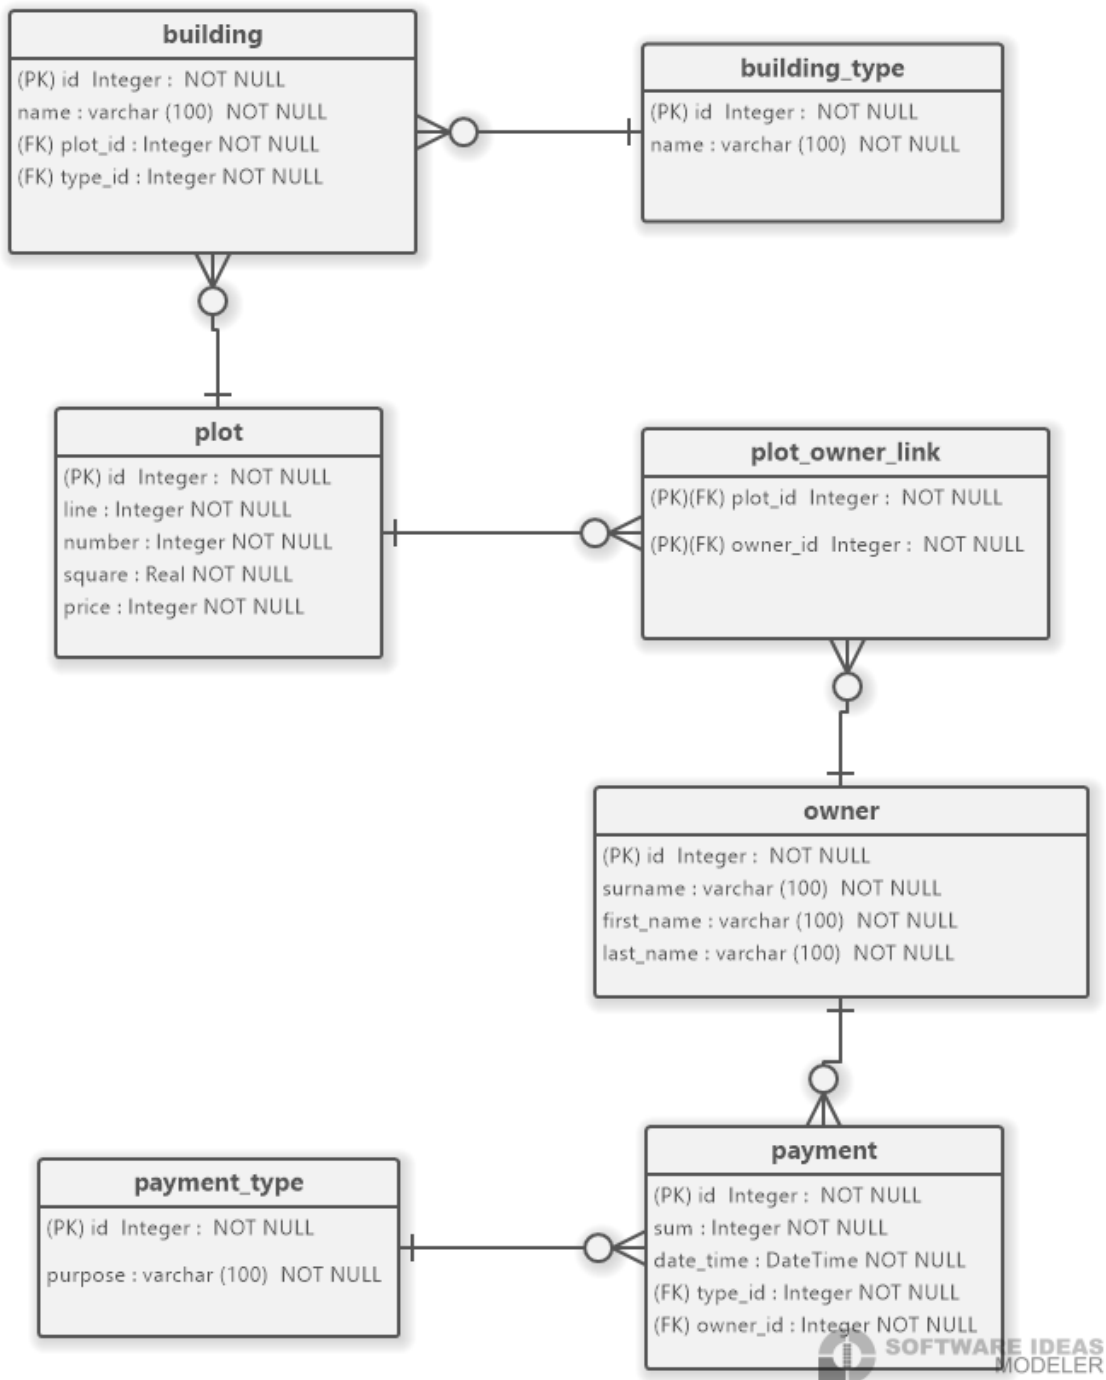 building
(PK) id Integer : NOT NULL
name : varchar (100) NOT NULL
(FK) plot_id : Integer NOT NULL
(FK) type_id : Integer NOT NULL
building_type
(PK) id Integer : NOT NULL
name : varchar (100) NOT NULL
plot
(PK) id Integer : NOT NULL
line : Integer NOT NULL
number : Integer NOT NULL
square : Real NOT NULL
price : Integer NOT NULL
plot_owner_link
(PK)(FK) plot_id Integer : NOT NULL
(PK)(FK) owner_id Integer : NOT NULL
owner
(PK) id Integer : NOT NULL
surname : varchar (100) NOT NULL
first_name : varchar (100) NOT NULL
last_name : varchar (100) NOT NULL
payment_type
(PK) id Integer : NOT NULL
purpose : varchar (100) NOT NULL
payment
(PK) id Integer : NOT NULL
sum : Integer NOT NULL
date_time : DateTime NOT NULL
(FK) type_id : Integer NOT NULL
(FK) owner_id : Integer NOT NULL
SOFTWARE IDEAS
MODELER